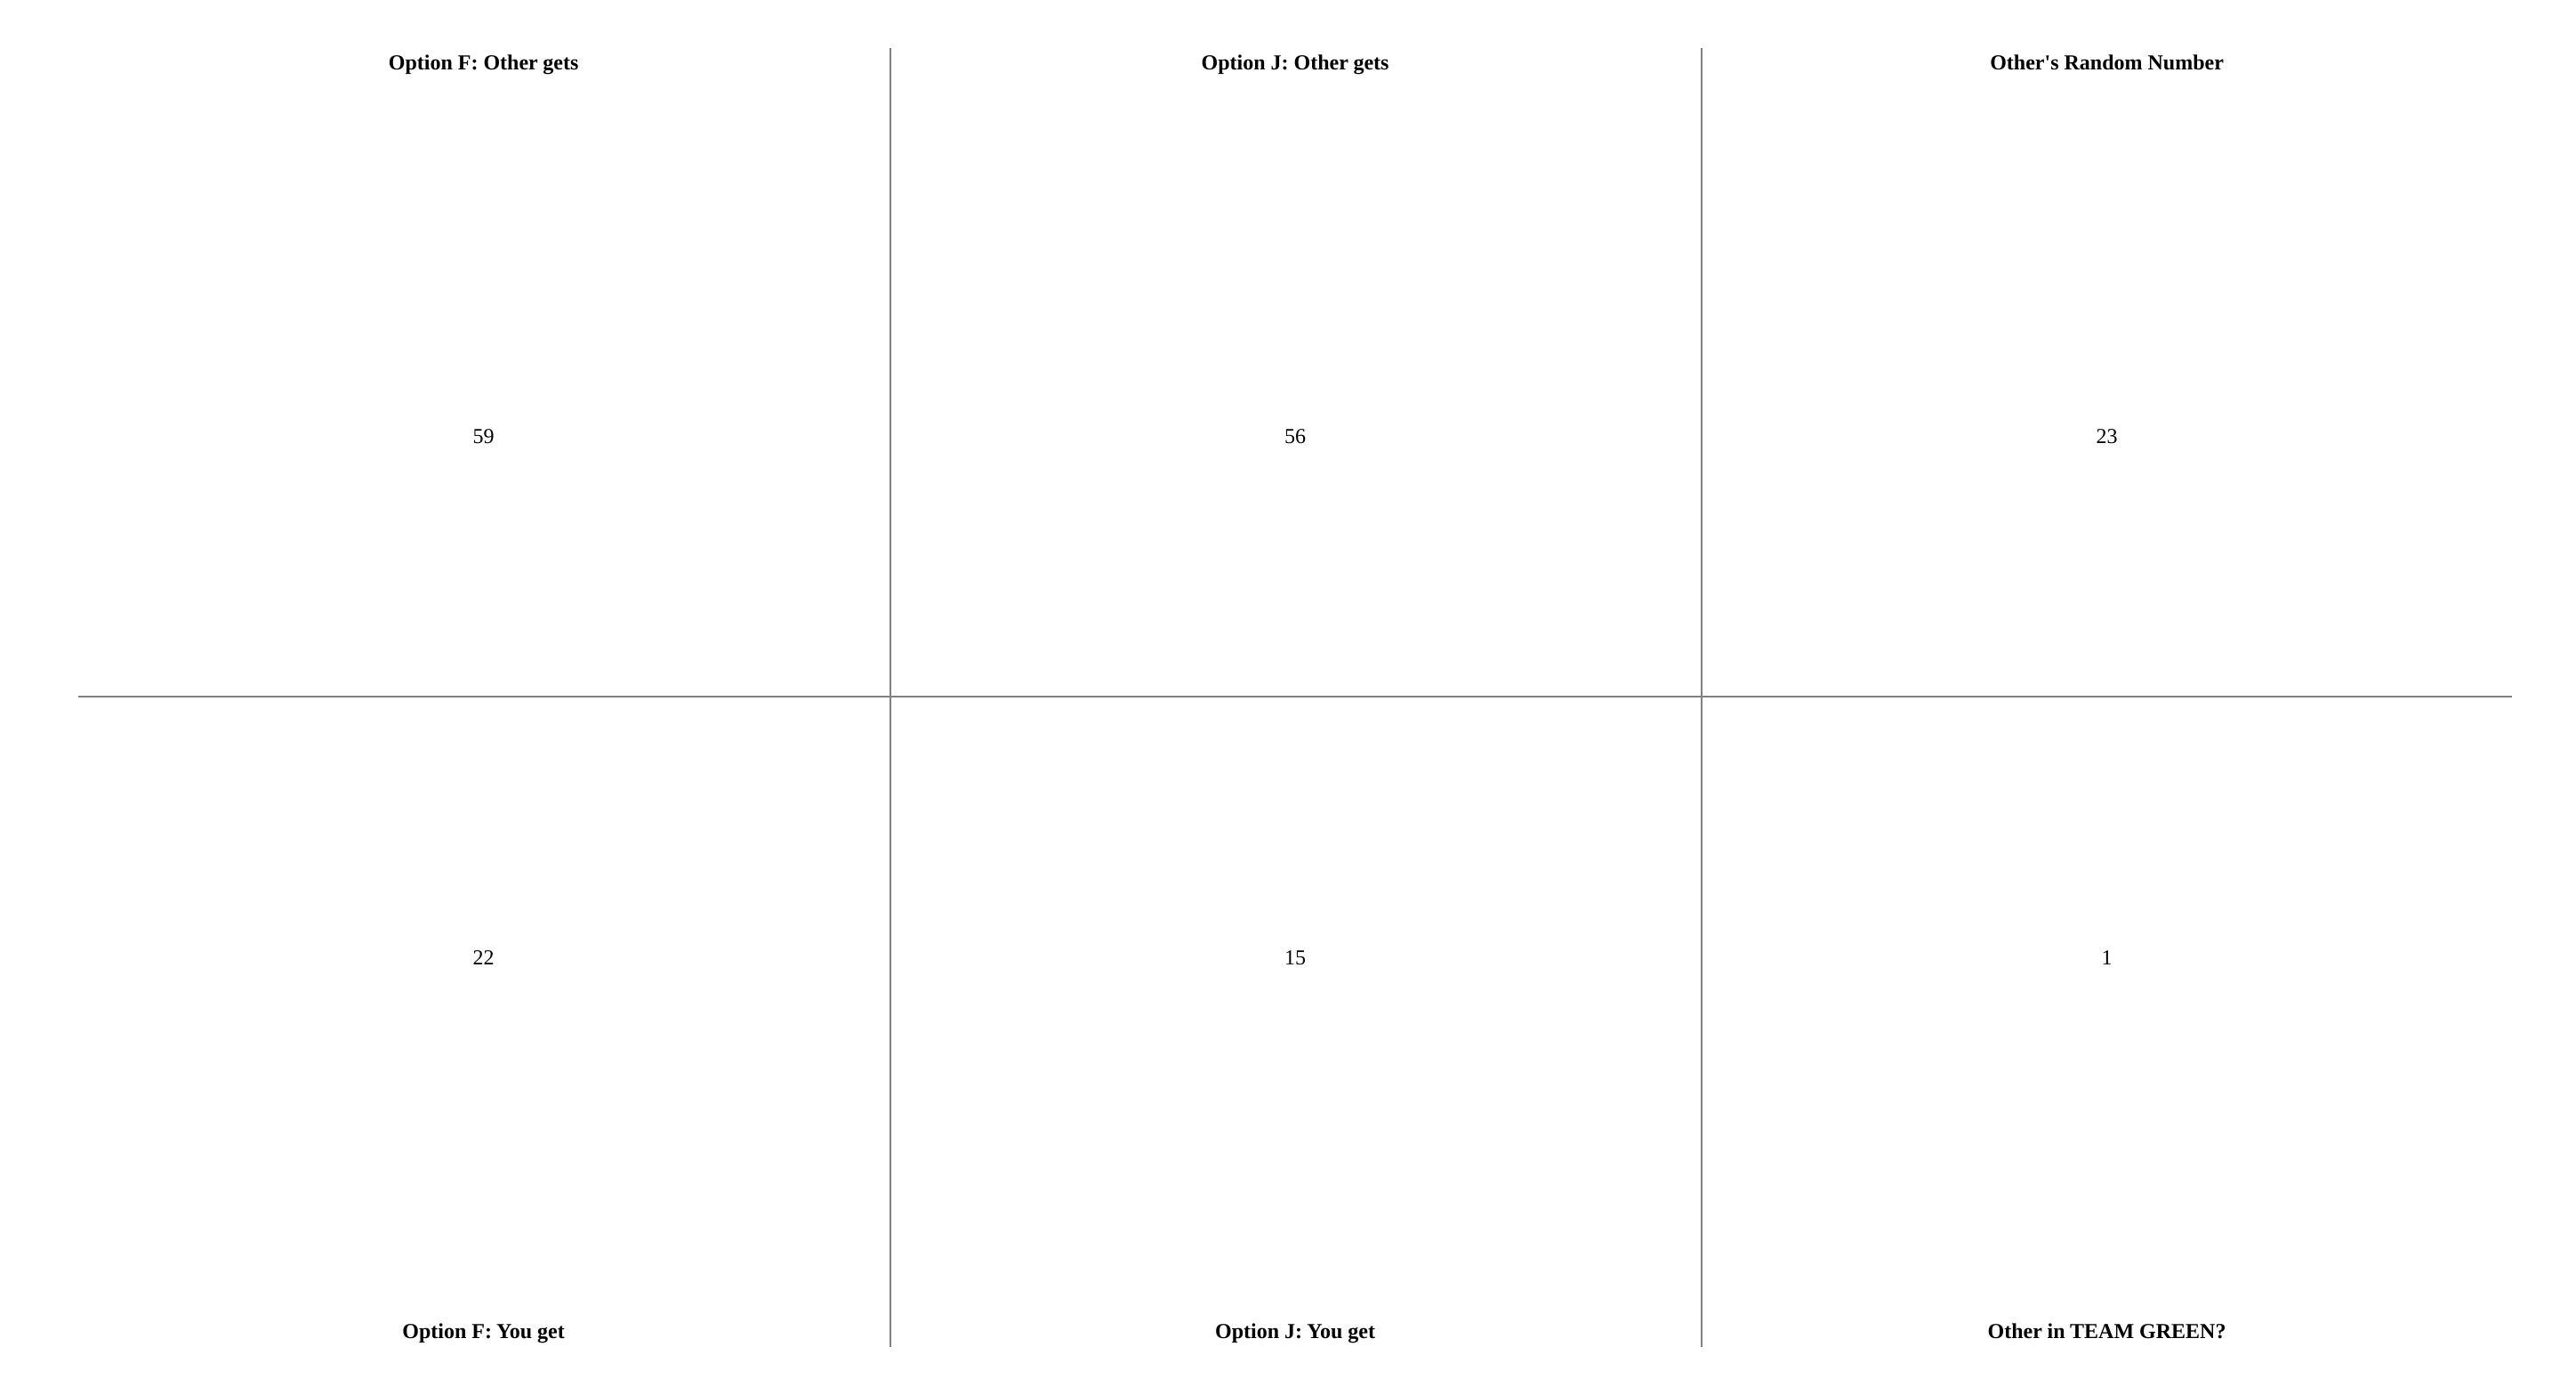 Option F: Other gets
Option J: Other gets
Other's Random Number
59
56
23
22
15
1
Option F: You get
Option J: You get
Other in TEAM GREEN?